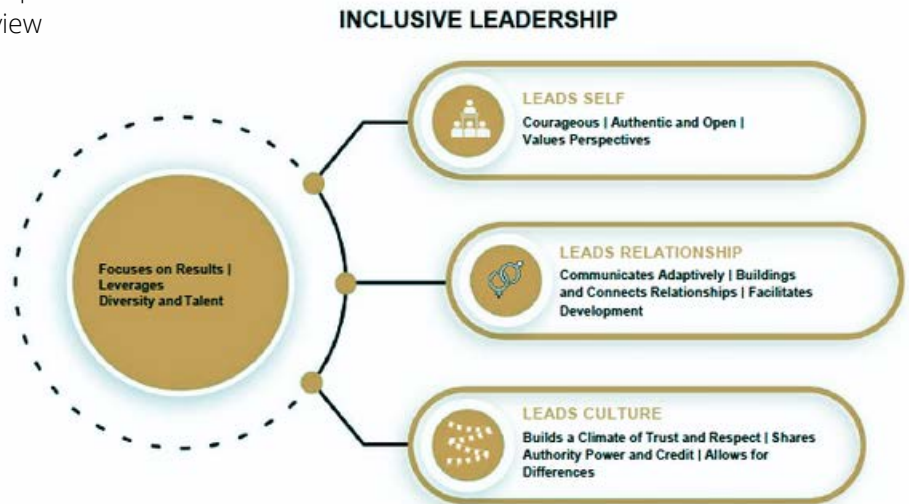 view
INCLUSIVE LEADERSHIP
Focuses on Results |
Leverages
Diversity and Talent
LEADS SELF
Courageous | Authentic and Open |
Values Perspectives
LEADS RELATIONSHIP
Communicates Adaptively | Buildings
and Connects Relationships | Facilitates
Development
LEADS CULTURE
Builds a Climate of Trust and Respect | Shares
Authority Power and Credit | Allows for
Differences